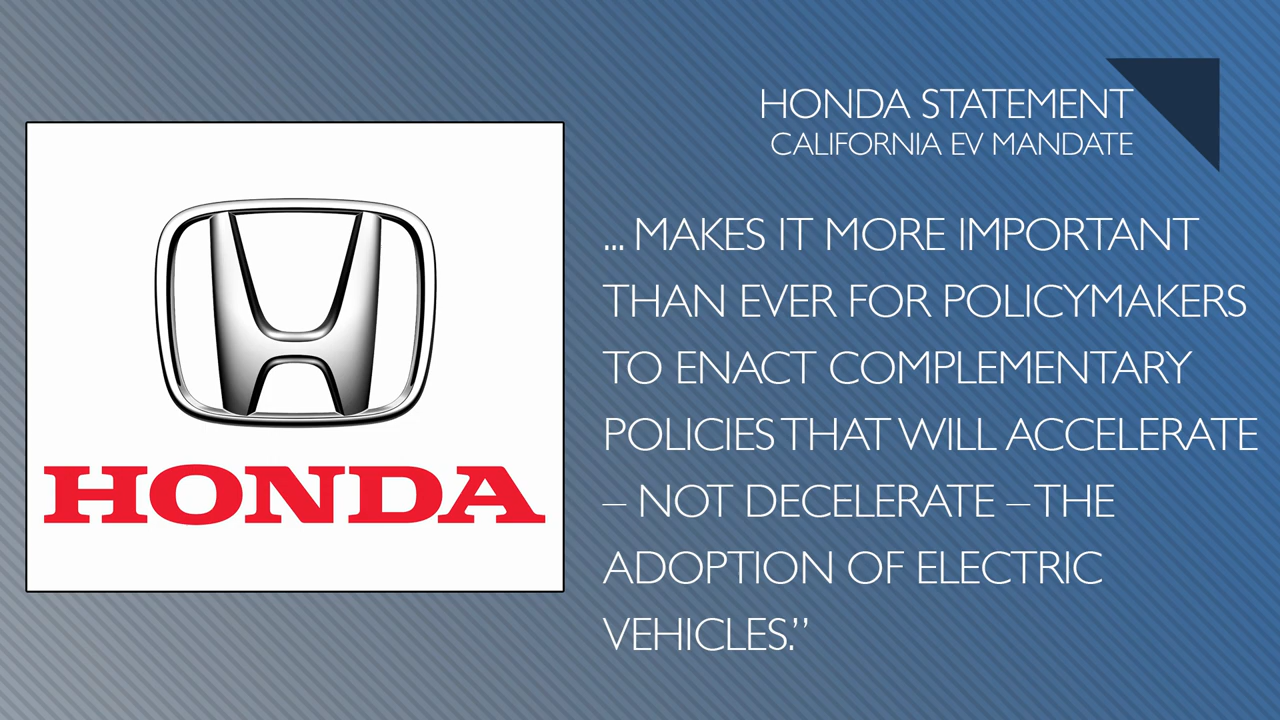 HONDA STATEMENT
CALIFORNIA EV MANDATE
HONDA
... MAKES IT MORE IMPORTANT
THAN EVER FOR POLICYMAKERS
TO ENACT COMPLEMENTARY
POLICIES THAT WILL ACCELERATE
– NOT DECELERATE – THE
ADOPTION OF ELECTRIC
VEHICLES.”